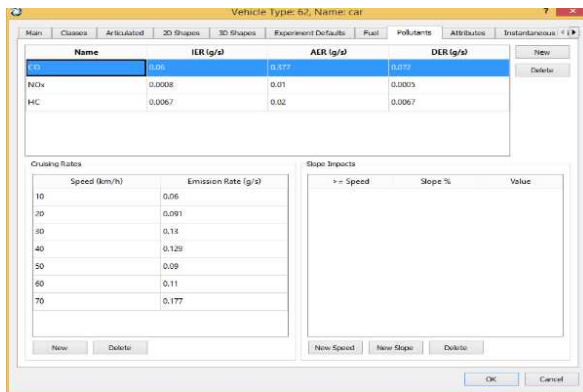 Vehicle Type: 62, Name: car
Main Classes Articulated 2D Shapes 3D Shapes Experiment Defaults Fuel Pollutants Attributes Instantaneous
Name IER (g/s) AER (g/s) DER (g/s) New
CO 0.06 0.377 0.072 Delete
NOx 0.0008 0.01 0.0005
HC 0.0067 0.02 0.0067
Cruising Rates Slope Impacts
Speed (km/h) Emission Rate (g/s) >= Speed Slope % Value
10 0.06
20 0.091
30 0.13
40 0.129
50 0.09
60 0.11
70 0.177
New Delete New Speed New Slope Delete
OK Cancel